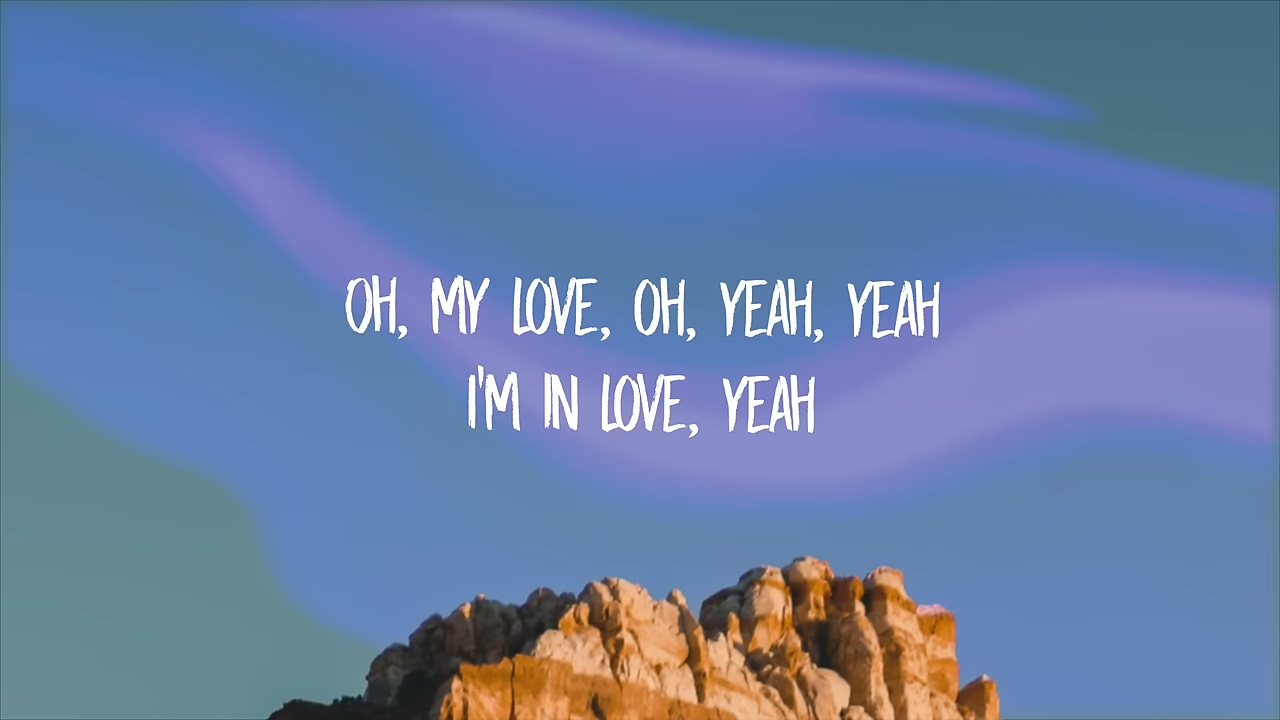 OH, MY LOVE, OH, YEAH, YEAH
I'M IN LOVE, YEAH